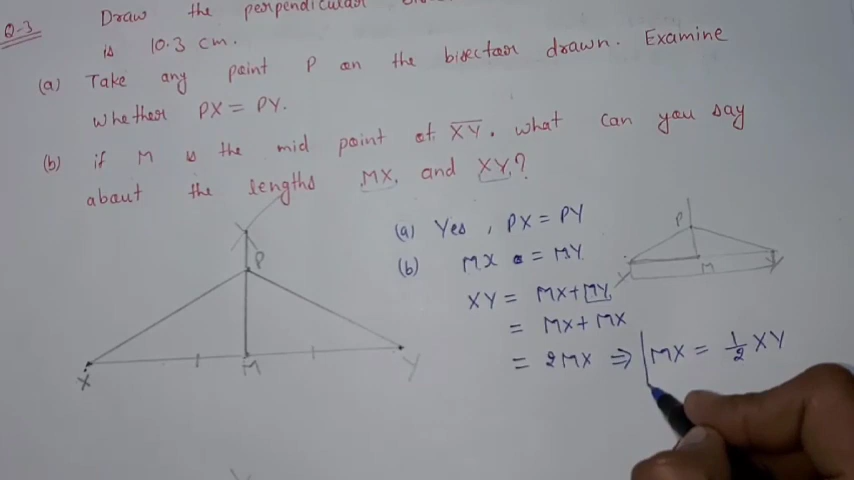 Q-3
Draw the perpendicular
is 10.3 cm.
(a) Take any point P on the bisector drawn. Examine
whether PX = PY.
(b) if M is the mid point of XY. what can you say
about the lengths MX and XY?
(a) Yes, PX = PY
(b) MX = MY
XY = MX + MY
= MX + MX
= 2MX ⇒ MX = 1/2 XY
P
X
M
Y
P
X
M
Y